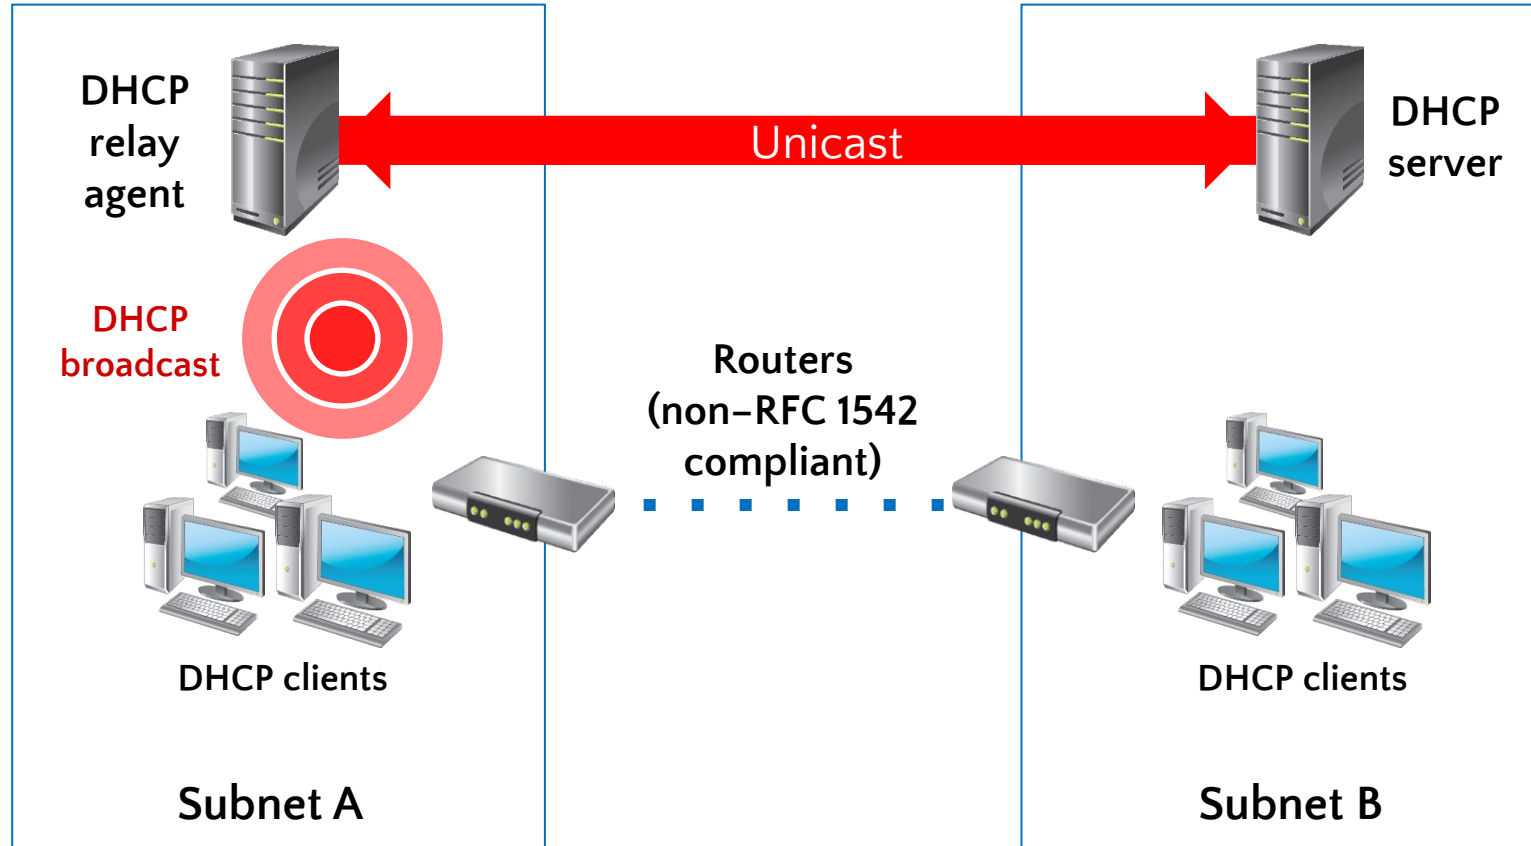 DHCP
relay
agent
Unicast
DHCP
server
DHCP
broadcast
Routers
(non–RFC 1542
compliant)
DHCP clients
DHCP clients
Subnet A
Subnet B